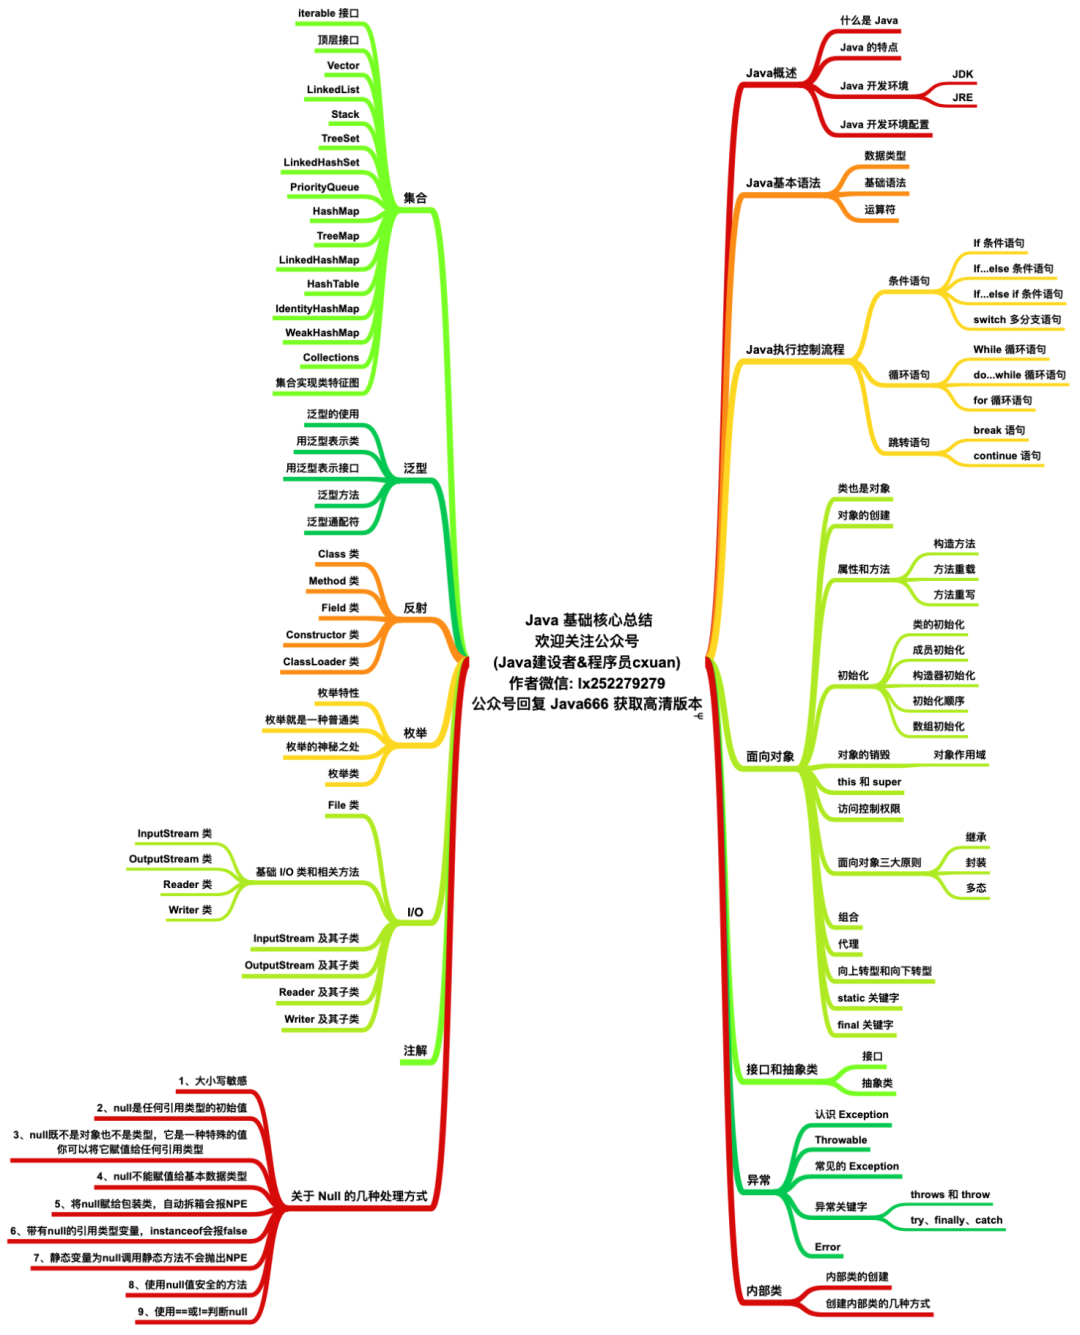 Java 基础核心总结
欢迎关注公众号
(Java建设者&程序员cxuan)
作者微信: lx252279279
公众号回复 Java666 获取高清版本
Java概述
什么是 Java
Java 的特点
Java 开发环境
JDK
JRE
Java 开发环境配置
Java基本语法
数据类型
基础语法
运算符
Java执行控制流程
条件语句
If 条件语句
If...else 条件语句
If...else if 条件语句
switch 多分支语句
循环语句
While 循环语句
do...while 循环语句
for 循环语句
跳转语句
break 语句
continue 语句
面向对象
类也是对象
对象的创建
属性和方法
构造方法
方法重载
方法重写
初始化
类的初始化
成员初始化
构造器初始化
初始化顺序
数组初始化
对象的销毁
对象作用域
this 和 super
访问控制权限
面向对象三大原则
继承
封装
多态
组合
代理
向上转型和向下转型
static 关键字
final 关键字
接口和抽象类
接口
抽象类
异常
认识 Exception
Throwable
常见的 Exception
异常关键字
throws 和 throw
try、finally、catch
Error
内部类
内部类的创建
创建内部类的几种方式
集合
iterable 接口
顶层接口
Vector
LinkedList
Stack
TreeSet
LinkedHashSet
PriorityQueue
HashMap
TreeMap
LinkedHashMap
HashTable
IdentityHashMap
WeakHashMap
Collections
集合实现类特征图
泛型
泛型的使用
用泛型表示类
用泛型表示接口
泛型方法
泛型通配符
反射
Class 类
Method 类
Field 类
Constructor 类
ClassLoader 类
枚举
枚举特性
枚举就是一种普通类
枚举的神秘之处
枚举类
I/O
File 类
基础 I/O 类和相关方法
InputStream 类
OutputStream 类
Reader 类
Writer 类
InputStream 及其子类
OutputStream 及其子类
Reader 及其子类
Writer 及其子类
注解
关于 Null 的几种处理方式
1、大小写敏感
2、null是任何引用类型的初始值
3、null既不是对象也不是类型，它是一种特殊的值
你可以将它赋值给任何引用类型
4、null不能赋值给基本数据类型
5、将null赋给包装类，自动拆箱会报NPE
6、带有null的引用类型变量，instanceof会报false
7、静态变量为null调用静态方法不会抛出NPE
8、使用null值安全的方法
9、使用==或!=判断null